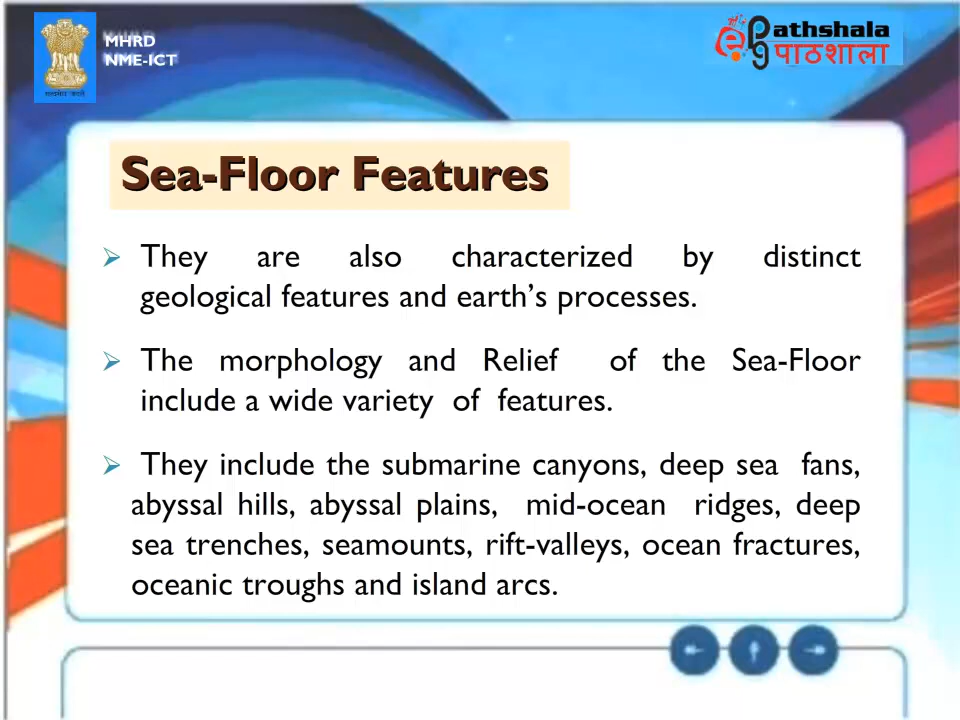 MHRD
NME-ICT
ePathshala
पाठशाला
Sea-Floor Features
They are also characterized by distinct
geological features and earth's processes.
The morphology and Relief of the Sea-Floor
include a wide variety of features.
They include the submarine canyons, deep sea fans,
abyssal hills, abyssal plains, mid-ocean ridges, deep
sea trenches, seamounts, rift-valleys, ocean fractures,
oceanic troughs and island arcs.